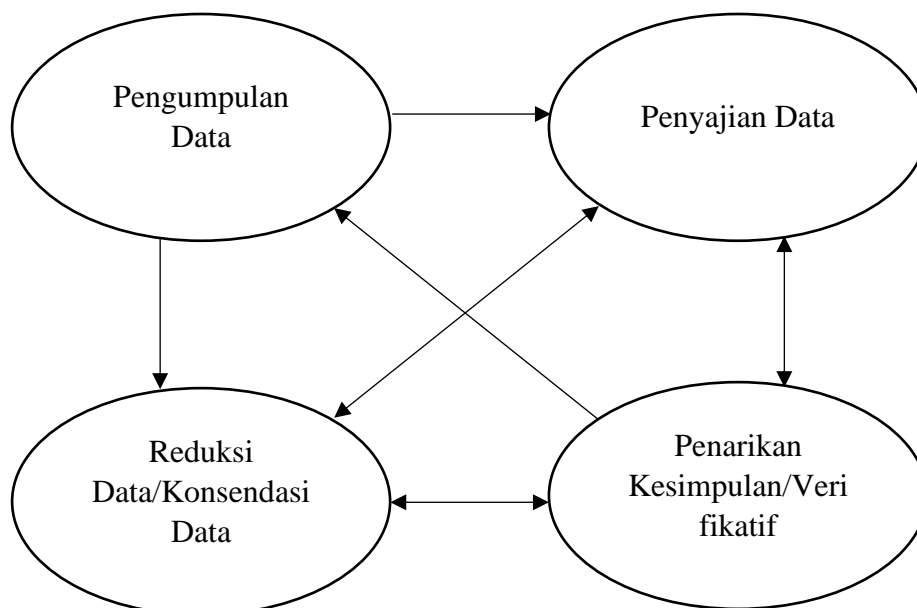 Pengumpulan
Data
Penyajian Data
Reduksi
Data/Konsendasi
Data
Penarikan
Kesimpulan/Veri
fikatif